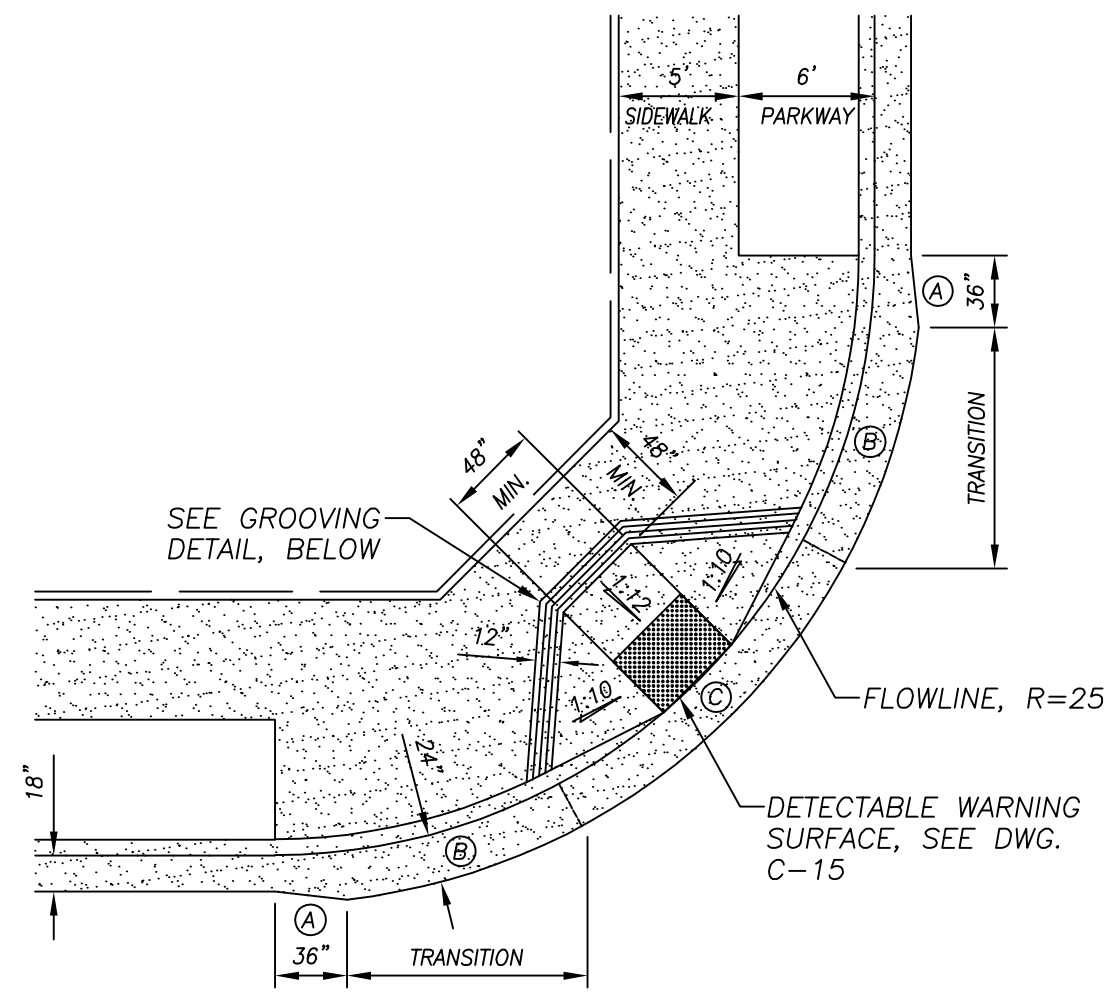 5'
SIDEWALK
6'
PARKWAY
A
36"
48"
MIN.
48"
MIN.
B
TRANSITION
SEE GROOVING
DETAIL, BELOW
1:12
1:10
12"
1:10
C
FLOWLINE, R=25
24"
18"
DETECTABLE WARNING
SURFACE, SEE DWG.
C-15
B
A
36"
TRANSITION